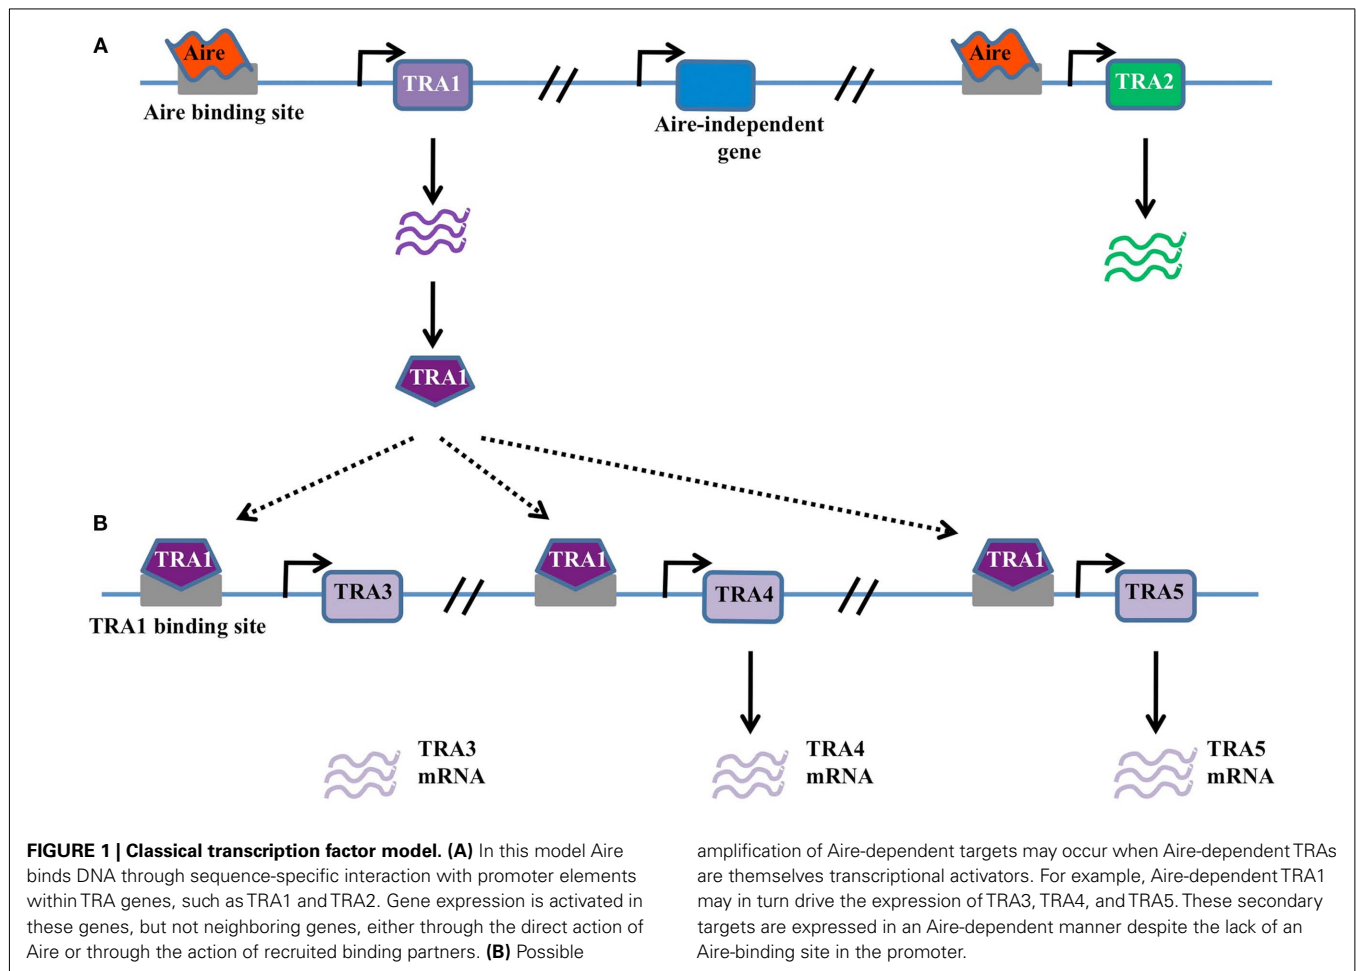 A
Aire
Aire
TRA1
TRA2
Aire binding site
Aire-independent
gene
TRA1
B
TRA1
TRA1
TRA1
TRA3
TRA4
TRA5
TRA1 binding site
TRA3
mRNA
TRA4
mRNA
TRA5
mRNA
FIGURE 1 | Classical transcription factor model. (A) In this model Aire
binds DNA through sequence-specific interaction with promoter elements
within TRA genes, such as TRA1 and TRA2. Gene expression is activated in
these genes, but not neighboring genes, either through the direct action of
Aire or through the action of recruited binding partners. (B) Possible
amplification of Aire-dependent targets may occur when Aire-dependent TRAs
are themselves transcriptional activators. For example, Aire-dependent TRA1
may in turn drive the expression of TRA3, TRA4, and TRA5. These secondary
targets are expressed in an Aire-dependent manner despite the lack of an
Aire-binding site in the promoter.